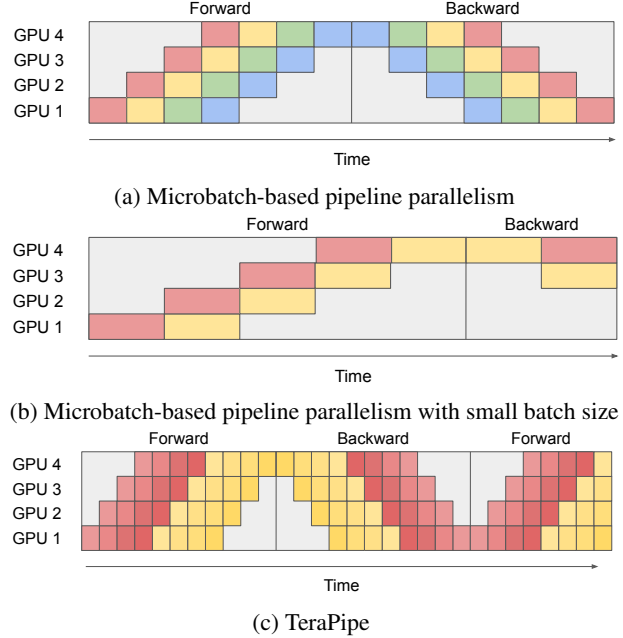 Forward Backward
GPU 4
GPU 3
GPU 2
GPU 1
Time
(a) Microbatch-based pipeline parallelism
Forward Backward
GPU 4
GPU 3
GPU 2
GPU 1
Time
(b) Microbatch-based pipeline parallelism with small batch size
Forward Backward Forward
GPU 4
GPU 3
GPU 2
GPU 1
Time
(c) TeraPipe